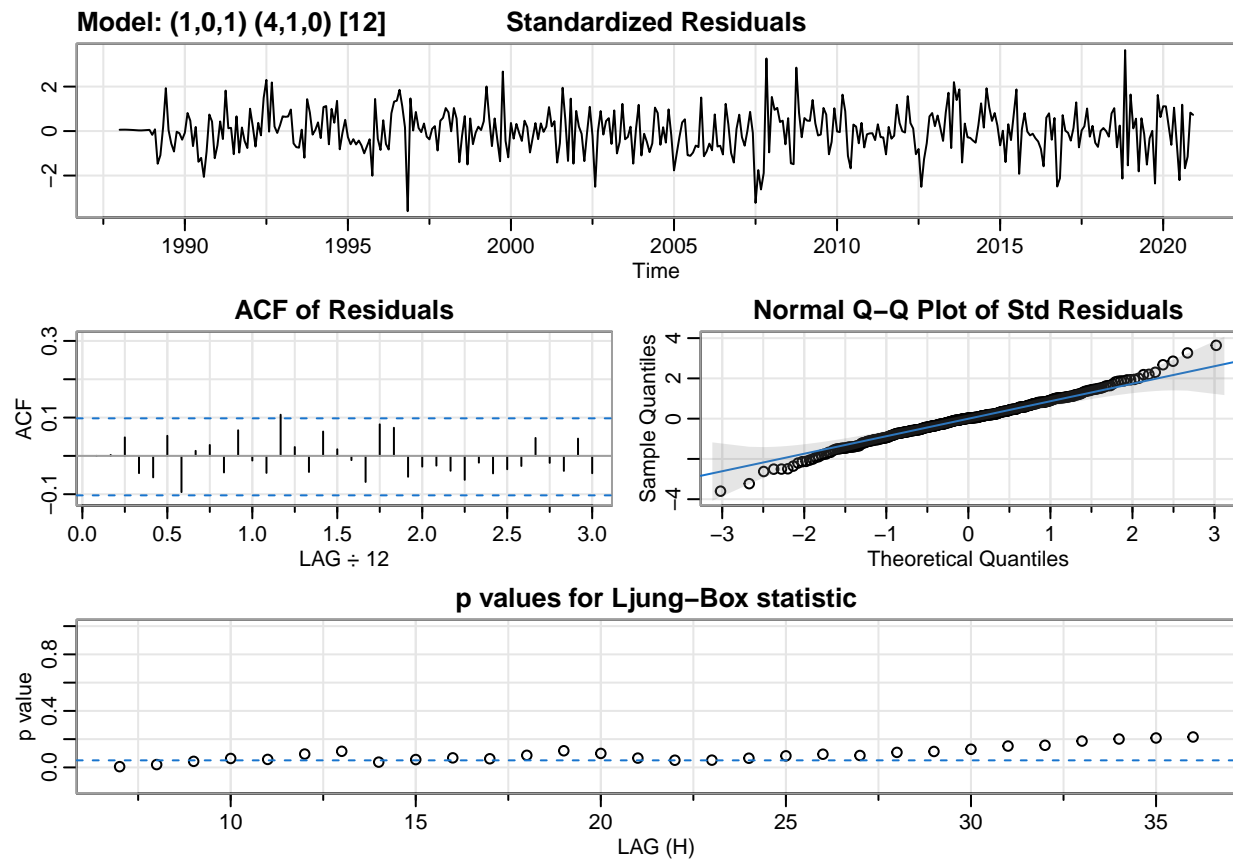 Model: (1,0,1) (4,1,0) [12] Standardized Residuals
2
0
−2
1990 1995 2000 2005 2010 2015 2020
Time
ACF of Residuals
ACF
0.3
0.1
−0.1
0.0 0.5 1.0 1.5 2.0 2.5 3.0
LAG ÷ 12
Normal Q−Q Plot of Std Residuals
Sample Quantiles
4
2
0
−4
−3 −2 −1 0 1 2 3
Theoretical Quantiles
p values for Ljung−Box statistic
p value
0.8
0.4
0.0
10 15 20 25 30 35
LAG (H)